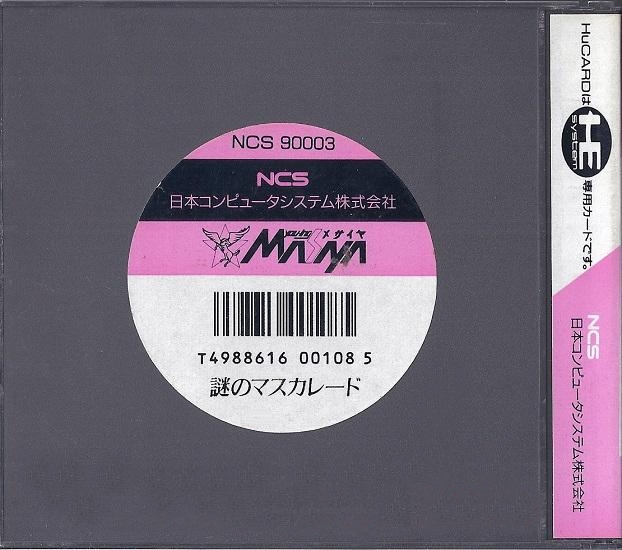 NCS 90003
NCS
日本コンピュータシステム株式会社
メサイヤ
MASAYA
T4988616 00108 5
謎のマスカレード
HuCARDは HE system 専用カードです。
NCS
日本コンピュータシステム株式会社